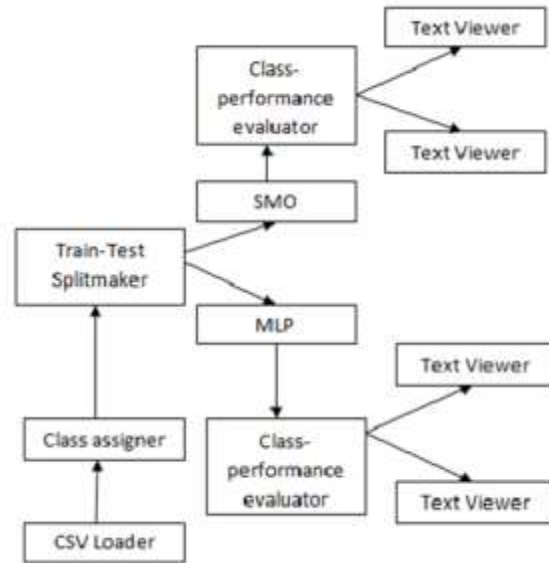 Text Viewer
Class-
performance
evaluator
Text Viewer
SMO
Train-Test
Splitmaker
MLP
Text Viewer
Class assigner
Class-
performance
evaluator
Text Viewer
CSV Loader